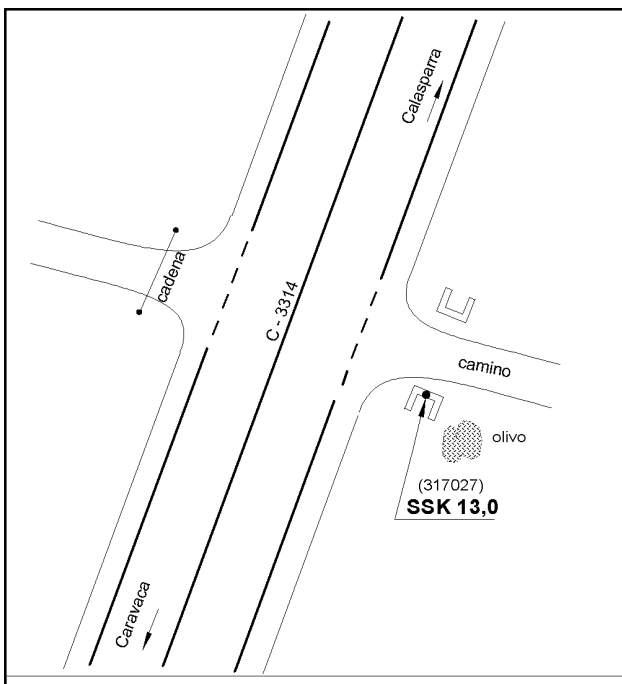 Calasparra
cadena
C - 3314
camino
olivo
(317027)
SSK 13,0
Caravaca